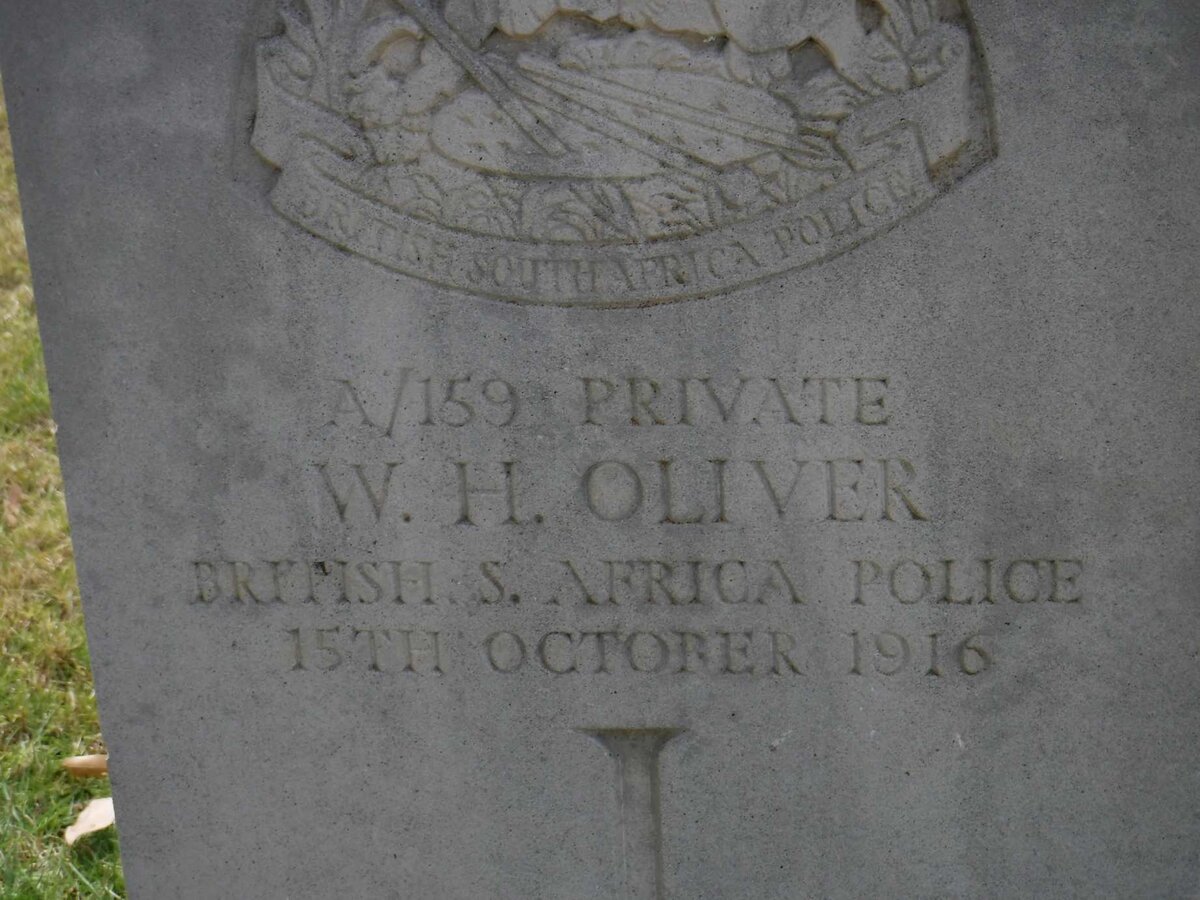 BRITISH SOUTH AFRICA POLICE
A/159 PRIVATE
W. H. OLIVER
BRITISH S. AFRICA POLICE
15TH OCTOBER 1916